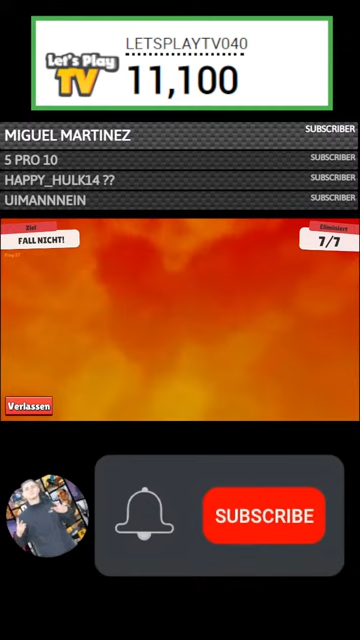 LETSPLAYTV040
Let's Play
TV
11,100
MIGUEL MARTINEZ
SUBSCRIBER
5 PRO 10
SUBSCRIBER
HAPPY_HULK14 ??
SUBSCRIBER
UIMANNNEIN
SUBSCRIBER
Ziel
FALL NICHT!
Eliminiert
7/7
Verlassen
SUBSCRIBE